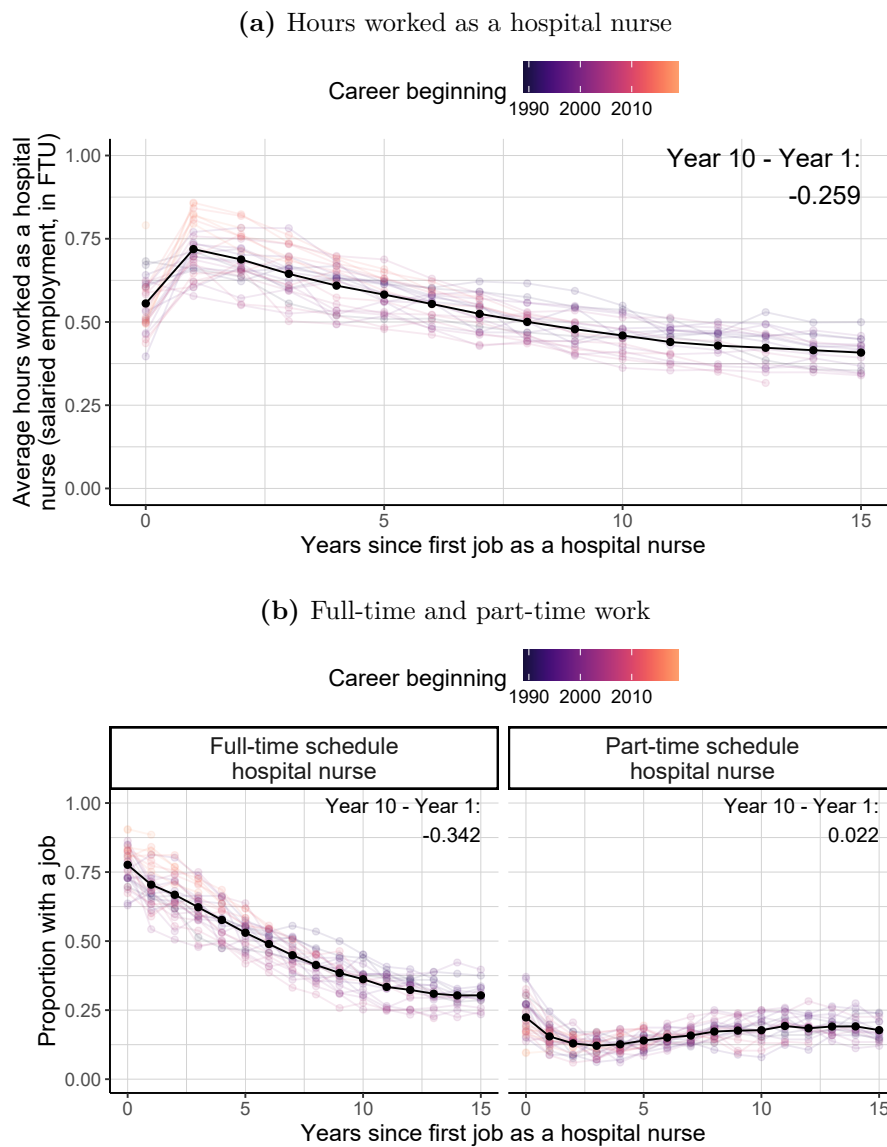 (a) Hours worked as a hospital nurse
Career beginning
1990 2000 2010
Average hours worked as a hospital
nurse (salaried employment, in FTU)
1.00
0.75
0.50
0.25
0.00
Year 10 - Year 1:
-0.259
0 5 10 15
Years since first job as a hospital nurse
(b) Full-time and part-time work
Career beginning
1990 2000 2010
Full-time schedule
hospital nurse
Part-time schedule
hospital nurse
Proportion with a job
1.00
0.75
0.50
0.25
0.00
Year 10 - Year 1:
-0.342
Year 10 - Year 1:
0.022
0 5 10 15
0 5 10 15
Years since first job as a hospital nurse